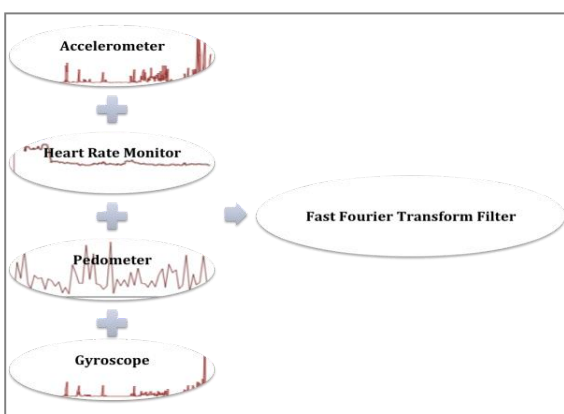 Accelerometer
Heart Rate Monitor
Fast Fourier Transform Filter
Pedometer
Gyroscope